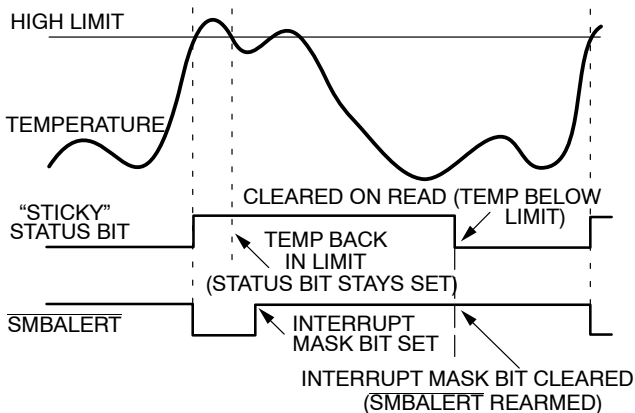 HIGH LIMIT
TEMPERATURE
CLEARED ON READ (TEMP BELOW
LIMIT)
“STICKY”
STATUS BIT
TEMP BACK
IN LIMIT
(STATUS BIT STAYS SET)
SMBALERT
INTERRUPT
MASK BIT SET
INTERRUPT MASK BIT CLEARED
(SMBALERT REARMED)